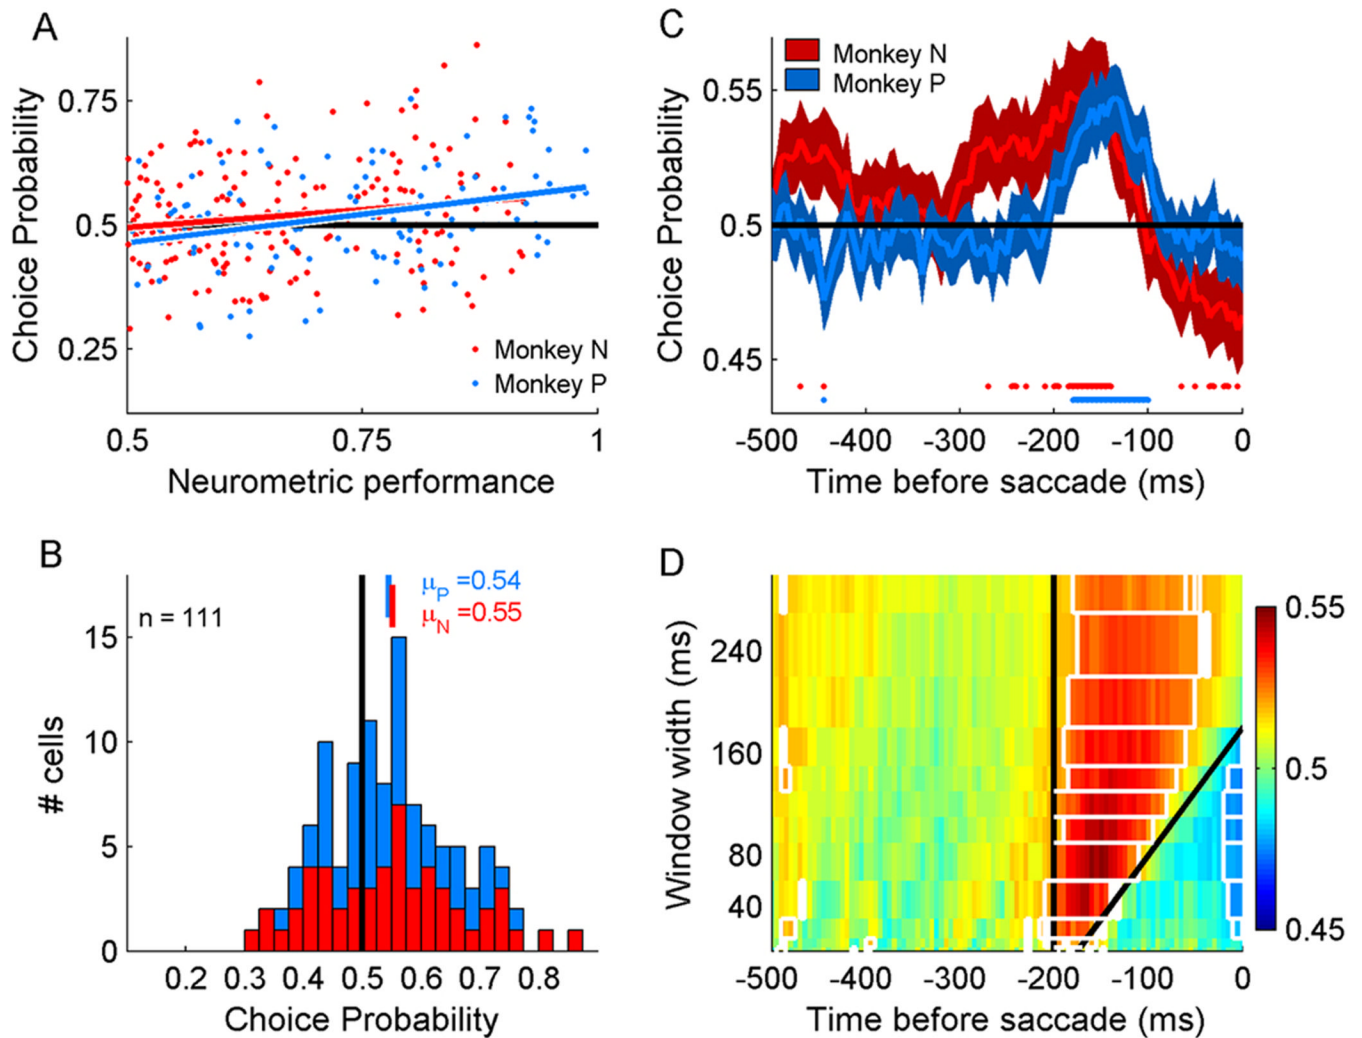 A
Choice Probability
0.75
0.5
0.25
Monkey N
Monkey P
0.5
0.75
1
Neurometric performance
C
Monkey N
Monkey P
Choice Probability
0.55
0.5
0.45
-500
-400
-300
-200
-100
0
Time before saccade (ms)
B
n = 111
μP =0.54
μN =0.55
# cells
15
10
5
0
0.2
0.3
0.4
0.5
0.6
0.7
0.8
Choice Probability
D
Window width (ms)
240
160
80
40
-500
-400
-300
-200
-100
0
Time before saccade (ms)
0.55
0.5
0.45